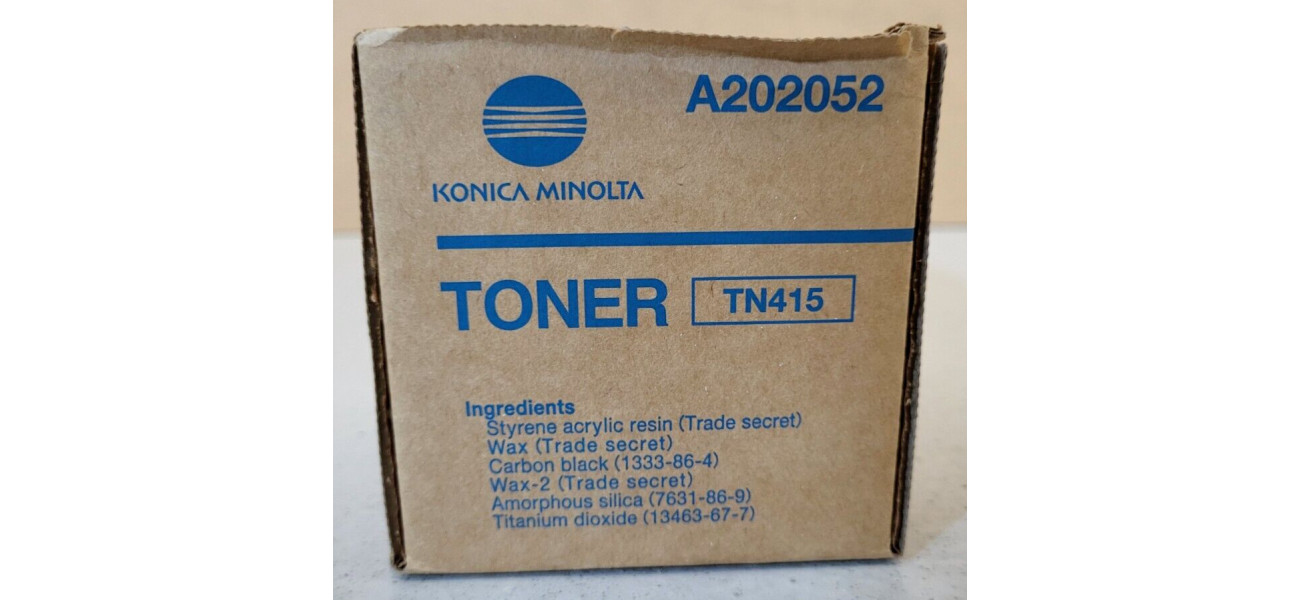 A202052
KONICA MINOLTA
TONER TN415
Ingredients
Styrene acrylic resin (Trade secret)
Wax (Trade secret)
Carbon black (1333-86-4)
Wax-2 (Trade secret)
Amorphous silica (7631-86-9)
Titanium dioxide (13463-67-7)